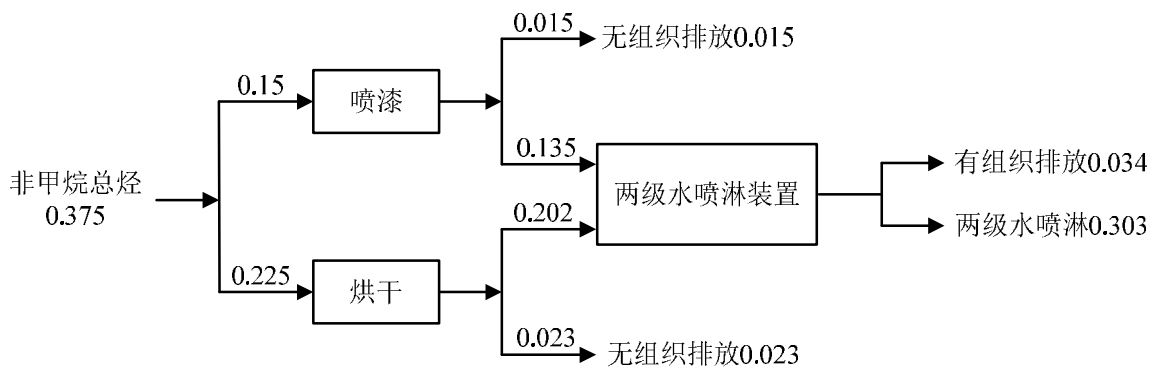 0.015
无组织排放0.015
0.15
喷漆
0.135
非甲烷总烃
0.375
两级水喷淋装置
有组织排放0.034
0.202
两级水喷淋0.303
0.225
烘干
0.023
无组织排放0.023